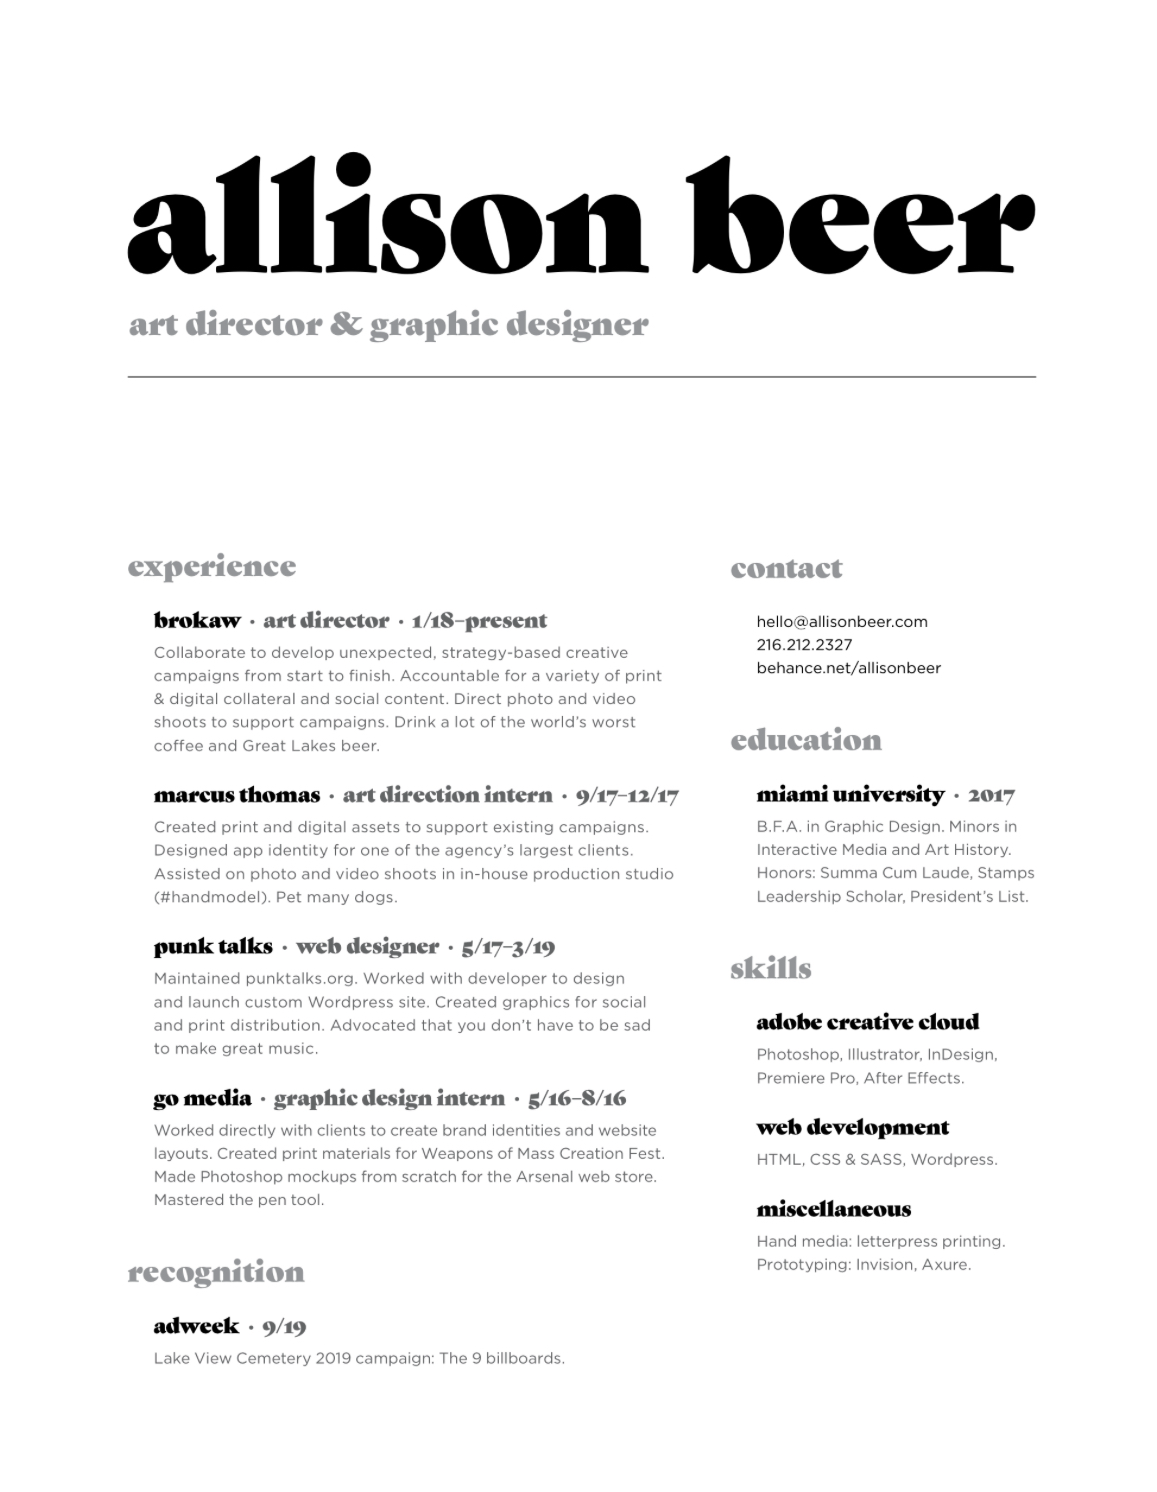 allison beer
art director & graphic designer
experience
brokaw · art director · 1/18–present
Collaborate to develop unexpected, strategy-based creative
campaigns from start to finish. Accountable for a variety of print
& digital collateral and social content. Direct photo and video
shoots to support campaigns. Drink a lot of the world’s worst
coffee and Great Lakes beer.
marcus thomas · art direction intern · 9/17–12/17
Created print and digital assets to support existing campaigns.
Designed app identity for one of the agency’s largest clients.
Assisted on photo and video shoots in in-house production studio
(#handmodel). Pet many dogs.
punk talks · web designer · 5/17–3/19
Maintained punktalks.org. Worked with developer to design
and launch custom Wordpress site. Created graphics for social
and print distribution. Advocated that you don’t have to be sad
to make great music.
go media · graphic design intern · 5/16–8/16
Worked directly with clients to create brand identities and website
layouts. Created print materials for Weapons of Mass Creation Fest.
Made Photoshop mockups from scratch for the Arsenal web store.
Mastered the pen tool.
recognition
adweek · 9/19
Lake View Cemetery 2019 campaign: The 9 billboards.
contact
hello@allisonbeer.com
216.212.2327
behance.net/allisonbeer
education
miami university · 2017
B.F.A. in Graphic Design. Minors in
Interactive Media and Art History.
Honors: Summa Cum Laude, Stamps
Leadership Scholar, President’s List.
skills
adobe creative cloud
Photoshop, Illustrator, InDesign,
Premiere Pro, After Effects.
web development
HTML, CSS & SASS, Wordpress.
miscellaneous
Hand media: letterpress printing.
Prototyping: Invision, Axure.